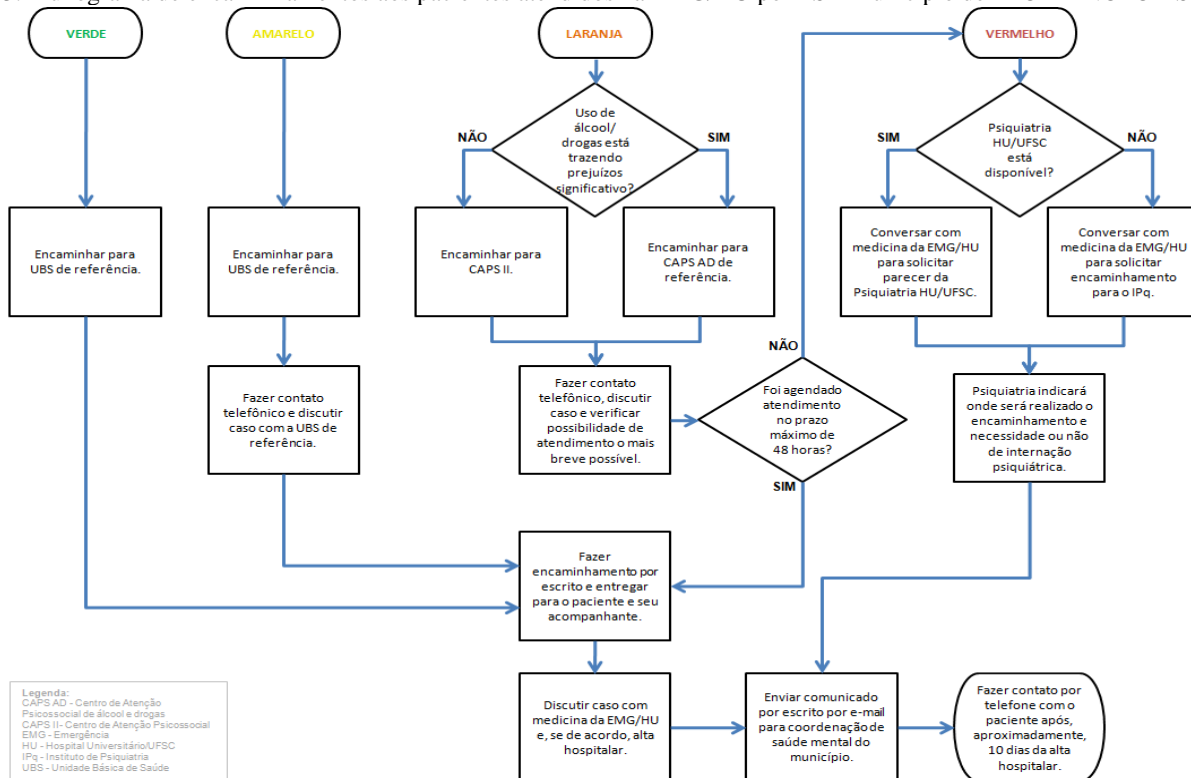 VERDE
AMARELO
LARANJA
VERMELHO
Uso de
álcool/
drogas está
trazendo
prejuízos
significativo?
NÃO
SIM
Psiquiatria
HU/UFSC
está
disponível?
SIM
NÃO
Encaminhar para
UBS de referência.
Encaminhar para
UBS de referência.
Encaminhar para
CAPS II.
Encaminhar para
CAPS AD de
referência.
Conversar com
medicina da EMG/HU
para solicitar
parecer da
Psiquiatria HU/UFSC.
Conversar com
medicina da EMG/HU
para solicitar
encaminhamento
para o IPq.
Fazer contato
telefônico e discutir
caso com a UBS de
referência.
Fazer contato
telefônico, discutir
caso e verificar
possibilidade de
atendimento o mais
breve possível.
NÃO
Foi agendado
atendimento
no prazo
máximo de
48 horas?
SIM
Psiquiatria indicará
onde será realizado o
encaminhamento e
necessidade ou não
de internação
psiquiátrica.
Fazer
encaminhamento por
escrito e entregar
para o paciente e seu
acompanhante.
Discutir caso com
medicina da EMG/HU
e, se de acordo, alta
hospitalar.
Enviar comunicado
por escrito por e-mail
para coordenação de
saúde mental do
município.
Fazer contato por
telefone com o
paciente após,
aproximadamente,
10 dias da alta
hospitalar.
Legenda:
CAPS AD - Centro de Atenção
Psicossocial de álcool e drogas
CAPS II- Centro de Atenção Psicossocial
EMG - Emergência
HU - Hospital Universitário/UFSC
IPq - Instituto de Psiquiatria
UBS - Unidade Básica de Saúde